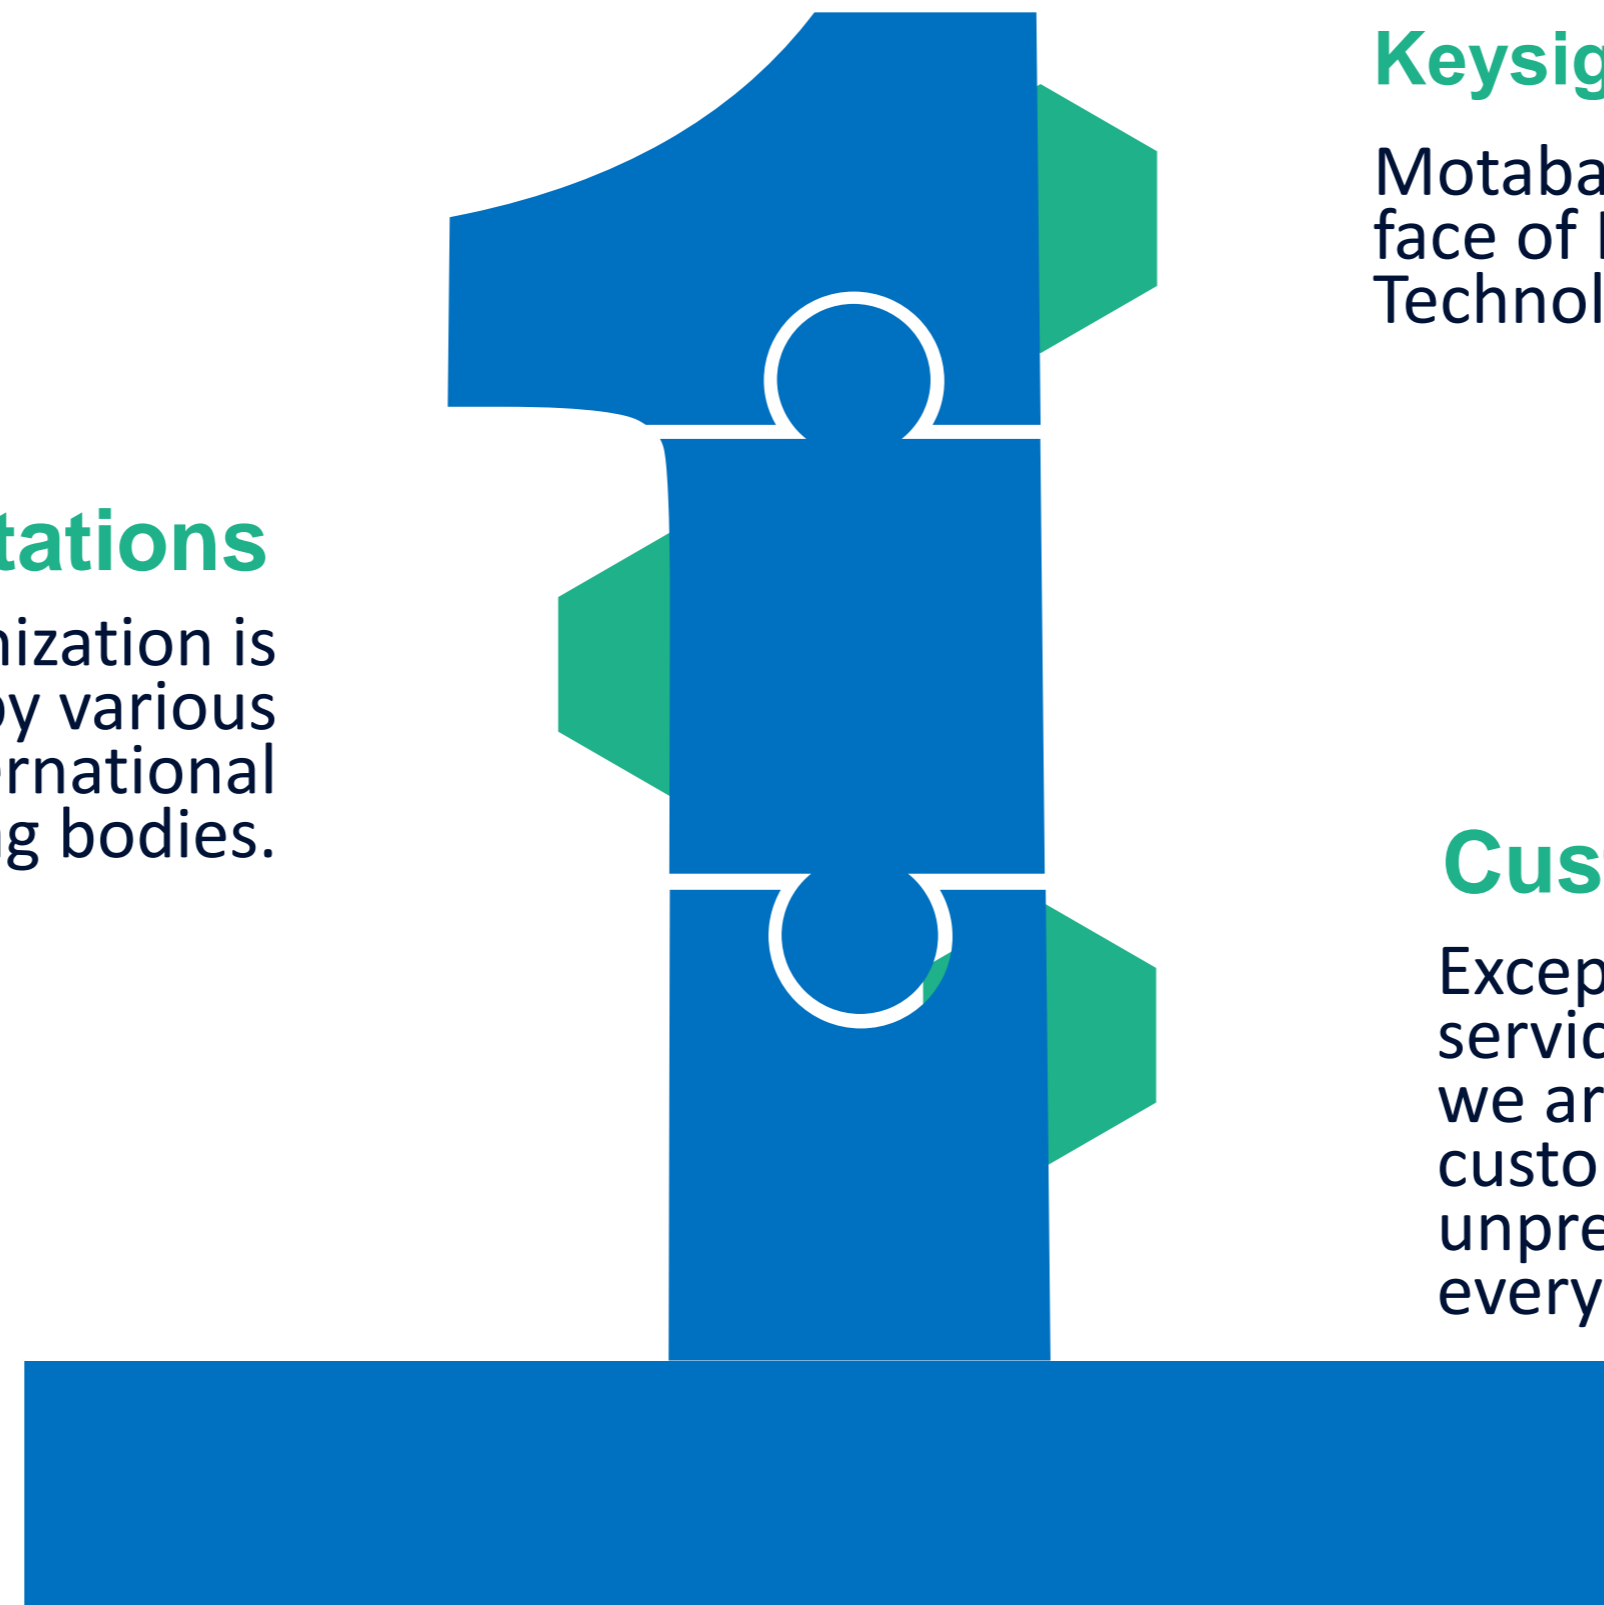 Keysig
Motaba
face of
Technol
tations
nization is
by various
ernational
ng bodies.
Cus
Excep
servic
we ar
custo
unpre
every